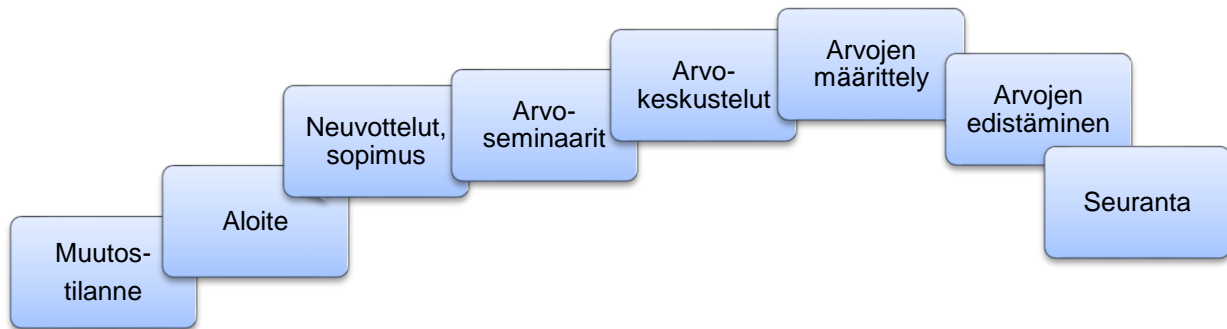 Muutos-
tilanne
Aloite
Neuvottelut,
sopimus
Arvo-
seminaarit
Arvo-
keskustelut
Arvojen
määrittely
Arvojen
edistäminen
Seuranta